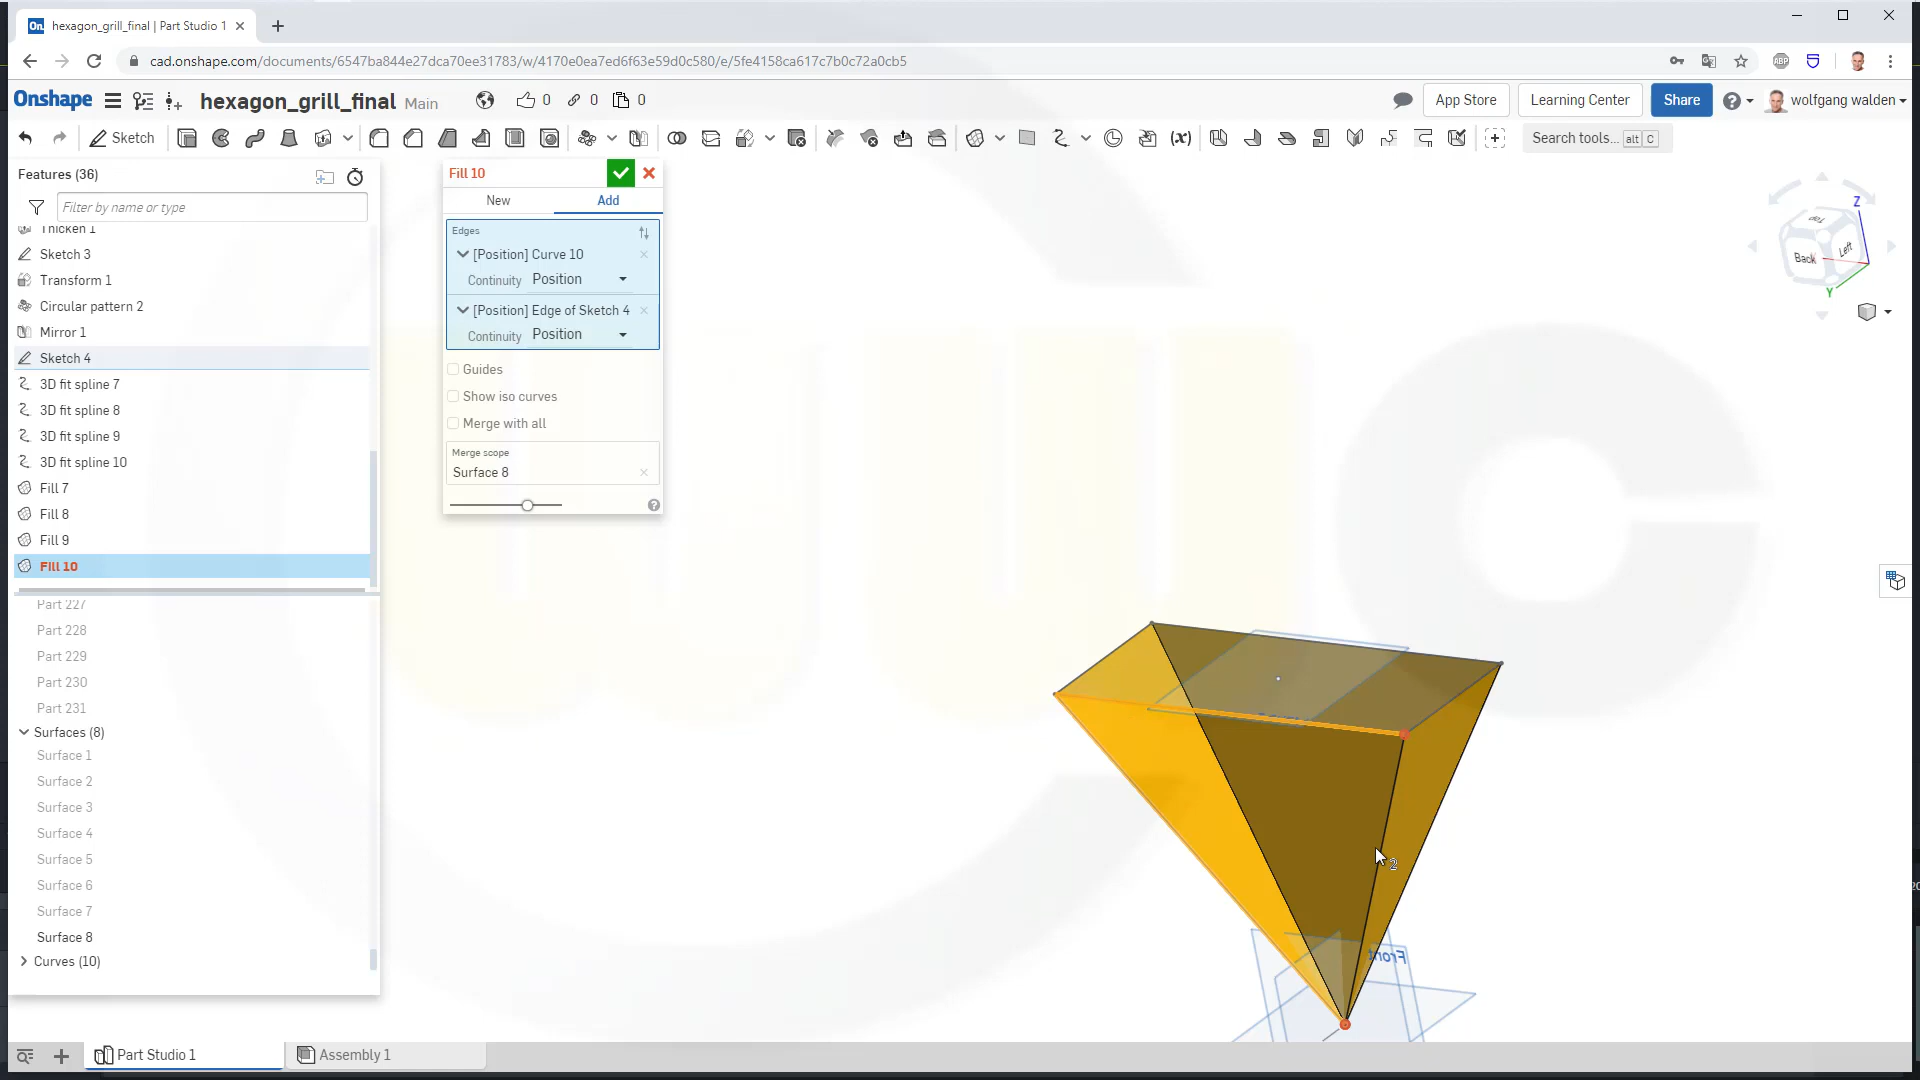 hexagon_grill_final | Part Studio 1
cad.onshape.com/documents/6547ba844e27dca70ee31783/w/4170e0ea7ed6f63e59d0c580/e/5fe4158ca617c7b0c72a0cb5
ABP
Onshape hexagon_grill_final Main 0 0 0 App Store Learning Center Share wolfgang walden
Sketch Search tools... alt C
Features (36)
Filter by name or type
Thicken 1
Sketch 3
Transform 1
Circular pattern 2
Mirror 1
Sketch 4
3D fit spline 7
3D fit spline 8
3D fit spline 9
3D fit spline 10
Fill 7
Fill 8
Fill 9
Fill 10
Part 227
Part 228
Part 229
Part 230
Part 231
Surfaces (8)
Surface 1
Surface 2
Surface 3
Surface 4
Surface 5
Surface 6
Surface 7
Surface 8
Curves (10)
Fill 10
New Add
Edges
[Position] Curve 10
Continuity Position
[Position] Edge of Sketch 4
Continuity Position
Guides
Show iso curves
Merge with all
Merge scope
Surface 8
Z
Top
Back
Left
Y
2
Front
Part Studio 1
Assembly 1